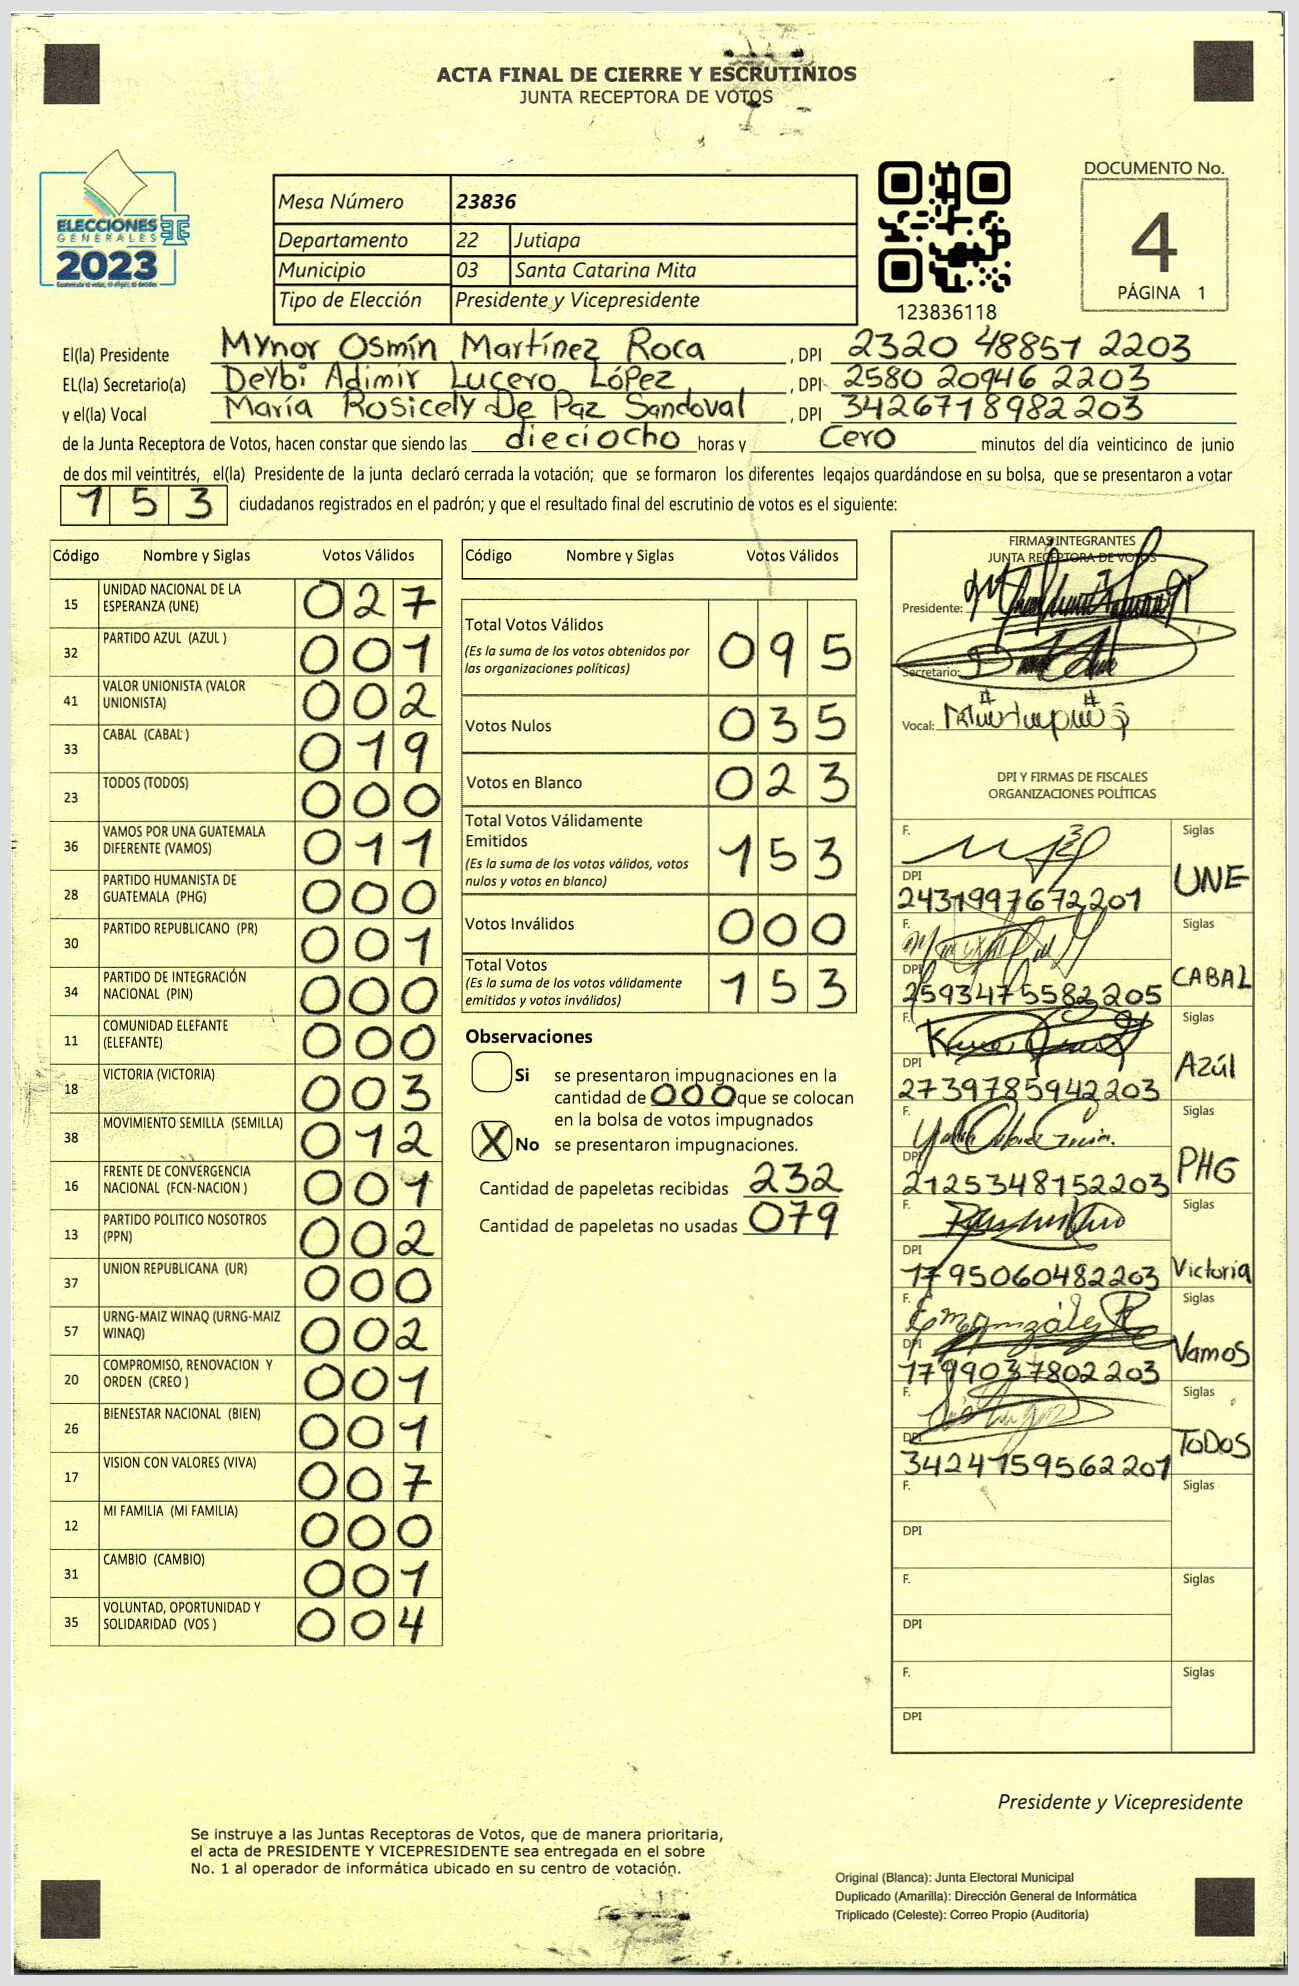 ACTA FINAL DE CIERRE Y ESCRUTINIOS
JUNTA RECEPTORA DE VOTOS
ELECCIONES
GENERALES
2023
Mesa Número 23836
Departamento 22 Jutiapa
Municipio 03 Santa Catarina Mita
Tipo de Elección Presidente y Vicepresidente
123836118
DOCUMENTO No.
4
PÁGINA 1
El(la) Presidente Mynor Osmín Martínez Roca , DPI 2320 48857 2203
EL(la) Secretario(a) Deybi Adimir Lucero López , DPI 2580 20946 2203
y el(la) Vocal María Rosicely De Paz Sandoval , DPI 3426718982203
de la Junta Receptora de Votos, hacen constar que siendo las dieciocho horas y Cero minutos del día veinticinco de junio
de dos mil veintitrés, el(la) Presidente de la junta declaró cerrada la votación; que se formaron los diferentes legajos guardándose en su bolsa, que se presentaron a votar
153 ciudadanos registrados en el padrón; y que el resultado final del escrutinio de votos es el siguiente:
Código Nombre y Siglas Votos Válidos
15 UNIDAD NACIONAL DE LA ESPERANZA (UNE) 027
32 PARTIDO AZUL (AZUL ) 001
41 VALOR UNIONISTA (VALOR UNIONISTA) 002
33 CABAL (CABAL ) 019
23 TODOS (TODOS) 000
36 VAMOS POR UNA GUATEMALA DIFERENTE (VAMOS) 011
28 PARTIDO HUMANISTA DE GUATEMALA (PHG) 000
30 PARTIDO REPUBLICANO (PR) 001
34 PARTIDO DE INTEGRACIÓN NACIONAL (PIN) 000
11 COMUNIDAD ELEFANTE (ELEFANTE) 000
18 VICTORIA (VICTORIA) 003
38 MOVIMIENTO SEMILLA (SEMILLA) 012
16 FRENTE DE CONVERGENCIA NACIONAL (FCN-NACION ) 001
13 PARTIDO POLITICO NOSOTROS (PPN) 002
37 UNION REPUBLICANA (UR) 000
57 URNG-MAIZ WINAQ (URNG-MAIZ WINAQ) 002
20 COMPROMISO, RENOVACION Y ORDEN (CREO ) 001
26 BIENESTAR NACIONAL (BIEN) 001
17 VISION CON VALORES (VIVA) 007
12 MI FAMILIA (MI FAMILIA) 000
31 CAMBIO (CAMBIO) 001
35 VOLUNTAD, OPORTUNIDAD Y SOLIDARIDAD (VOS ) 004
Código Nombre y Siglas Votos Válidos
Total Votos Válidos 095
(Es la suma de los votos obtenidos por
las organizaciones políticas)
Votos Nulos 035
Votos en Blanco 023
Total Votos Válidamente
Emitidos 153
(Es la suma de los votos válidos, votos
nulos y votos en blanco)
Votos Inválidos 000
Total Votos 153
(Es la suma de los votos válidamente
emitidos y votos inválidos)
Observaciones
Si se presentaron impugnaciones en la
cantidad de 000 que se colocan
en la bolsa de votos impugnados
X No se presentaron impugnaciones.
Cantidad de papeletas recibidas 232
Cantidad de papeletas no usadas 079
FIRMAS INTEGRANTES
JUNTA RECEPTORA DE VOTOS
Presidente:
Secretario:
Vocal:
DPI Y FIRMAS DE FISCALES
ORGANIZACIONES POLÍTICAS
F. Siglas
DPI 2431997672201 UNE
F. Siglas
DPI 2593475582205 CABAL
F. Siglas
DPI 2739785942203 Azúl
F. Siglas
DPI 2125348152203 PHG
F. Siglas
DPI 1795060482203 Victoria
F. Siglas
DPI 1799037802203 Vamos
F. Siglas
DPI 3424759562201 TODOS
F. Siglas
DPI
F. Siglas
DPI
F. Siglas
DPI
Presidente y Vicepresidente
Se instruye a las Juntas Receptoras de Votos, que de manera prioritaria,
el acta de PRESIDENTE Y VICEPRESIDENTE sea entregada en el sobre
No. 1 al operador de informática ubicado en su centro de votación.
Original (Blanca): Junta Electoral Municipal
Duplicado (Amarilla): Dirección General de Informática
Triplicado (Celeste): Correo Propio (Auditoría)